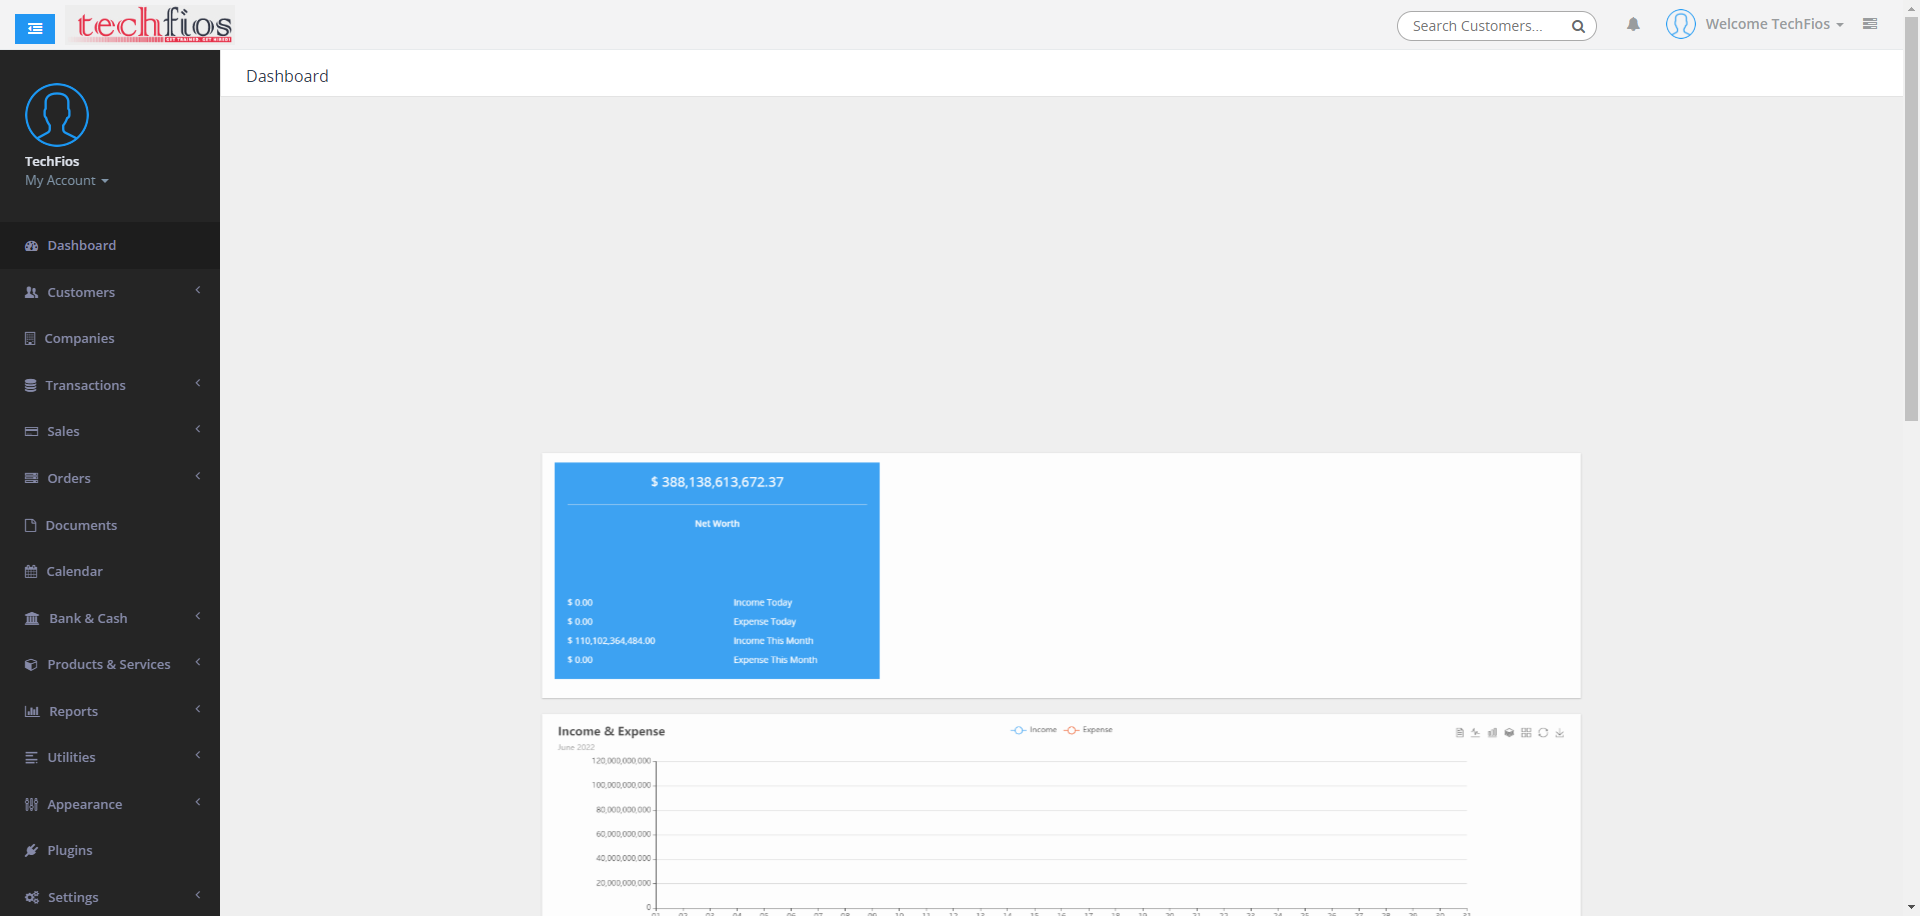 techfios
Search Customers...
Welcome TechFios
Dashboard
TechFios
My Account
Dashboard
Customers
Companies
Transactions
Sales
Orders
Documents
Calendar
Bank & Cash
Products & Services
Reports
Utilities
Appearance
Plugins
Settings
$ 388,138,613,672.37
Net Worth
$ 0.00 Income Today
$ 0.00 Expense Today
$ 110,102,364,484.00 Income This Month
$ 0.00 Expense This Month
Income & Expense
June 2022
Income Expense
120,000,000,000
100,000,000,000
80,000,000,000
60,000,000,000
40,000,000,000
20,000,000,000
0